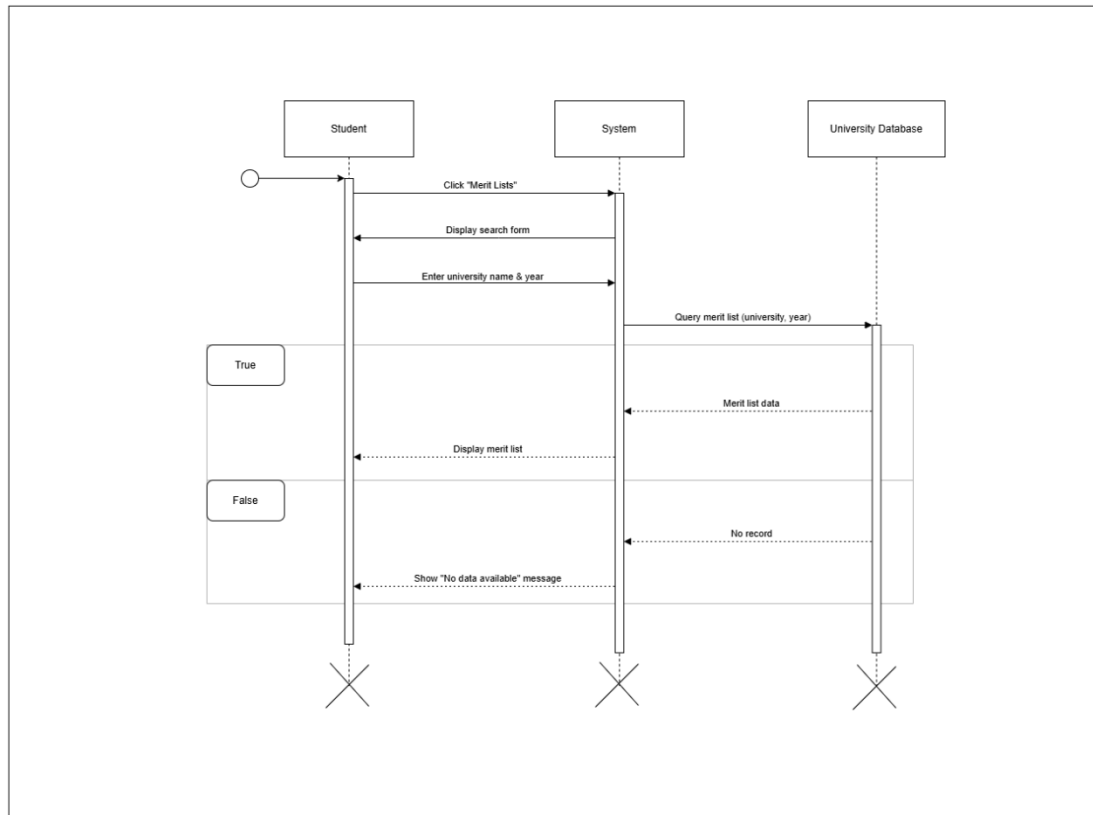 Student
System
University Database
Click "Merit Lists"
Display search form
Enter university name & year
Query merit list (university, year)
True
Merit list data
Display merit list
False
No record
Show "No data available" message